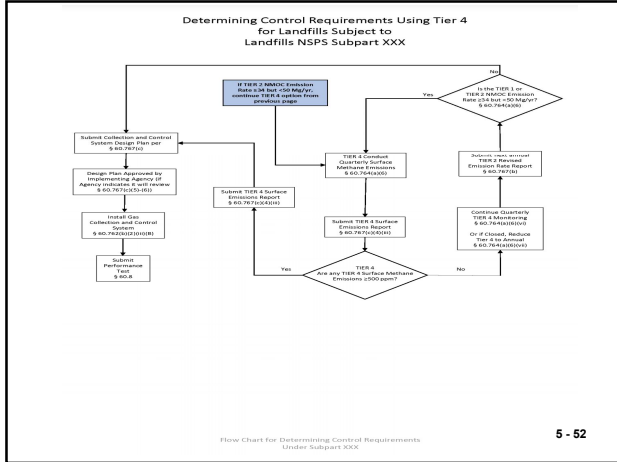 Determining Control Requirements Using Tier 4
for Landfills Subject to
Landfills NSPS Subpart XXX
No
If TIER 2 NMOC Emission
Rate ≥34 but <50 Mg/yr,
continue TIER 4 option from
previous page
Yes
Is the TIER 1 or
TIER 2 NMOC Emission
Rate ≥34 but <50 Mg/yr?
§ 60.764(a)(6)
Submit Collection and Control
System Design Plan per
§ 60.767(c)
TIER 4 Conduct
Quarterly Surface
Methane Emissions
§ 60.764(a)(6)
Submit next annual
TIER 2 Revised
Emission Rate Report
§ 60.767(b)
Design Plan Approved by
Implementing Agency (if
Agency indicates it will review
§ 60.767(c)(5)-(6))
Submit TIER 4 Surface
Emissions Report
§ 60.767(c)(4)(iii)
Install Gas
Collection and Control
System
§ 60.762(b)(2)(ii)(B)
Submit TIER 4 Surface
Emissions Report
§ 60.767(c)(4)(iii)
Continue Quarterly
TIER 4 Monitoring
§ 60.764(a)(6)(vi)
Or if Closed, Reduce
Tier 4 to Annual
§ 60.764(a)(6)(vii)
Submit
Performance
Test
§ 60.8
Yes
TIER 4
Are any TIER 4 Surface Methane
Emissions ≥500 ppm?
No
Flow Chart for Determining Control Requirements
Under Subpart XXX
5 - 52